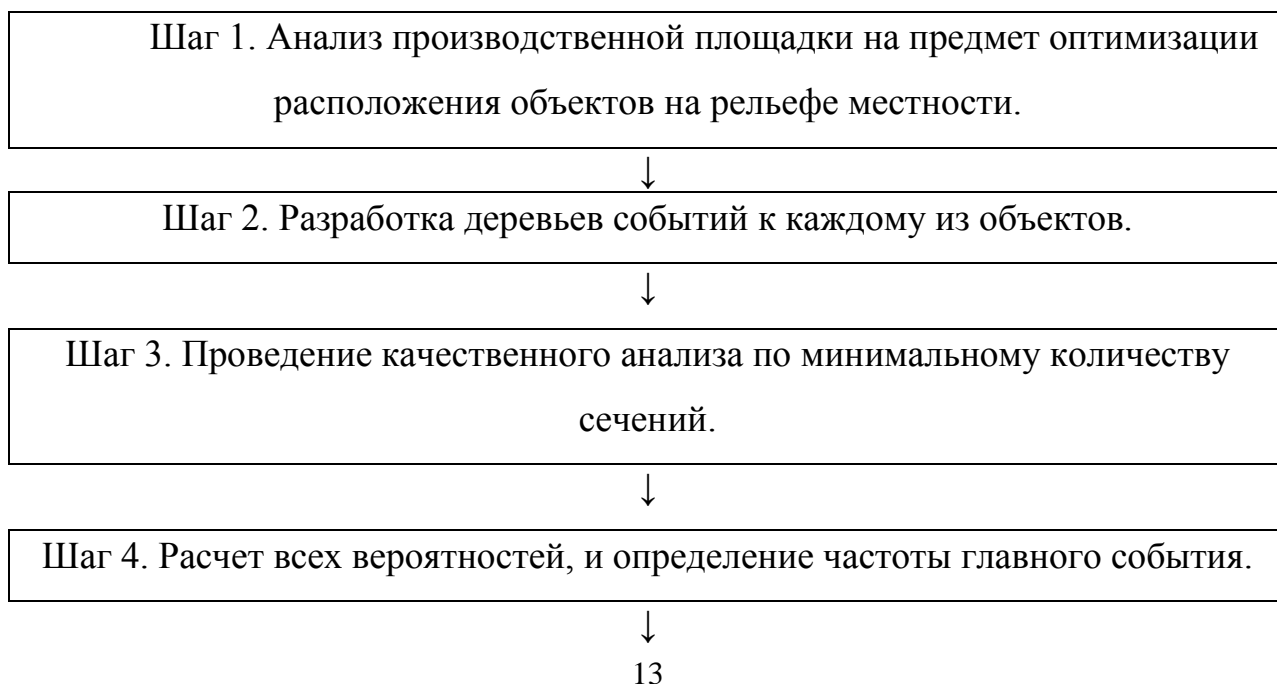 Шаг 1. Анализ производственной площадки на предмет оптимизации
расположения объектов на рельефе местности.
↓
Шаг 2. Разработка деревьев событий к каждому из объектов.
↓
Шаг 3. Проведение качественного анализа по минимальному количеству
сечений.
↓
Шаг 4. Расчет всех вероятностей, и определение частоты главного события.
↓
13